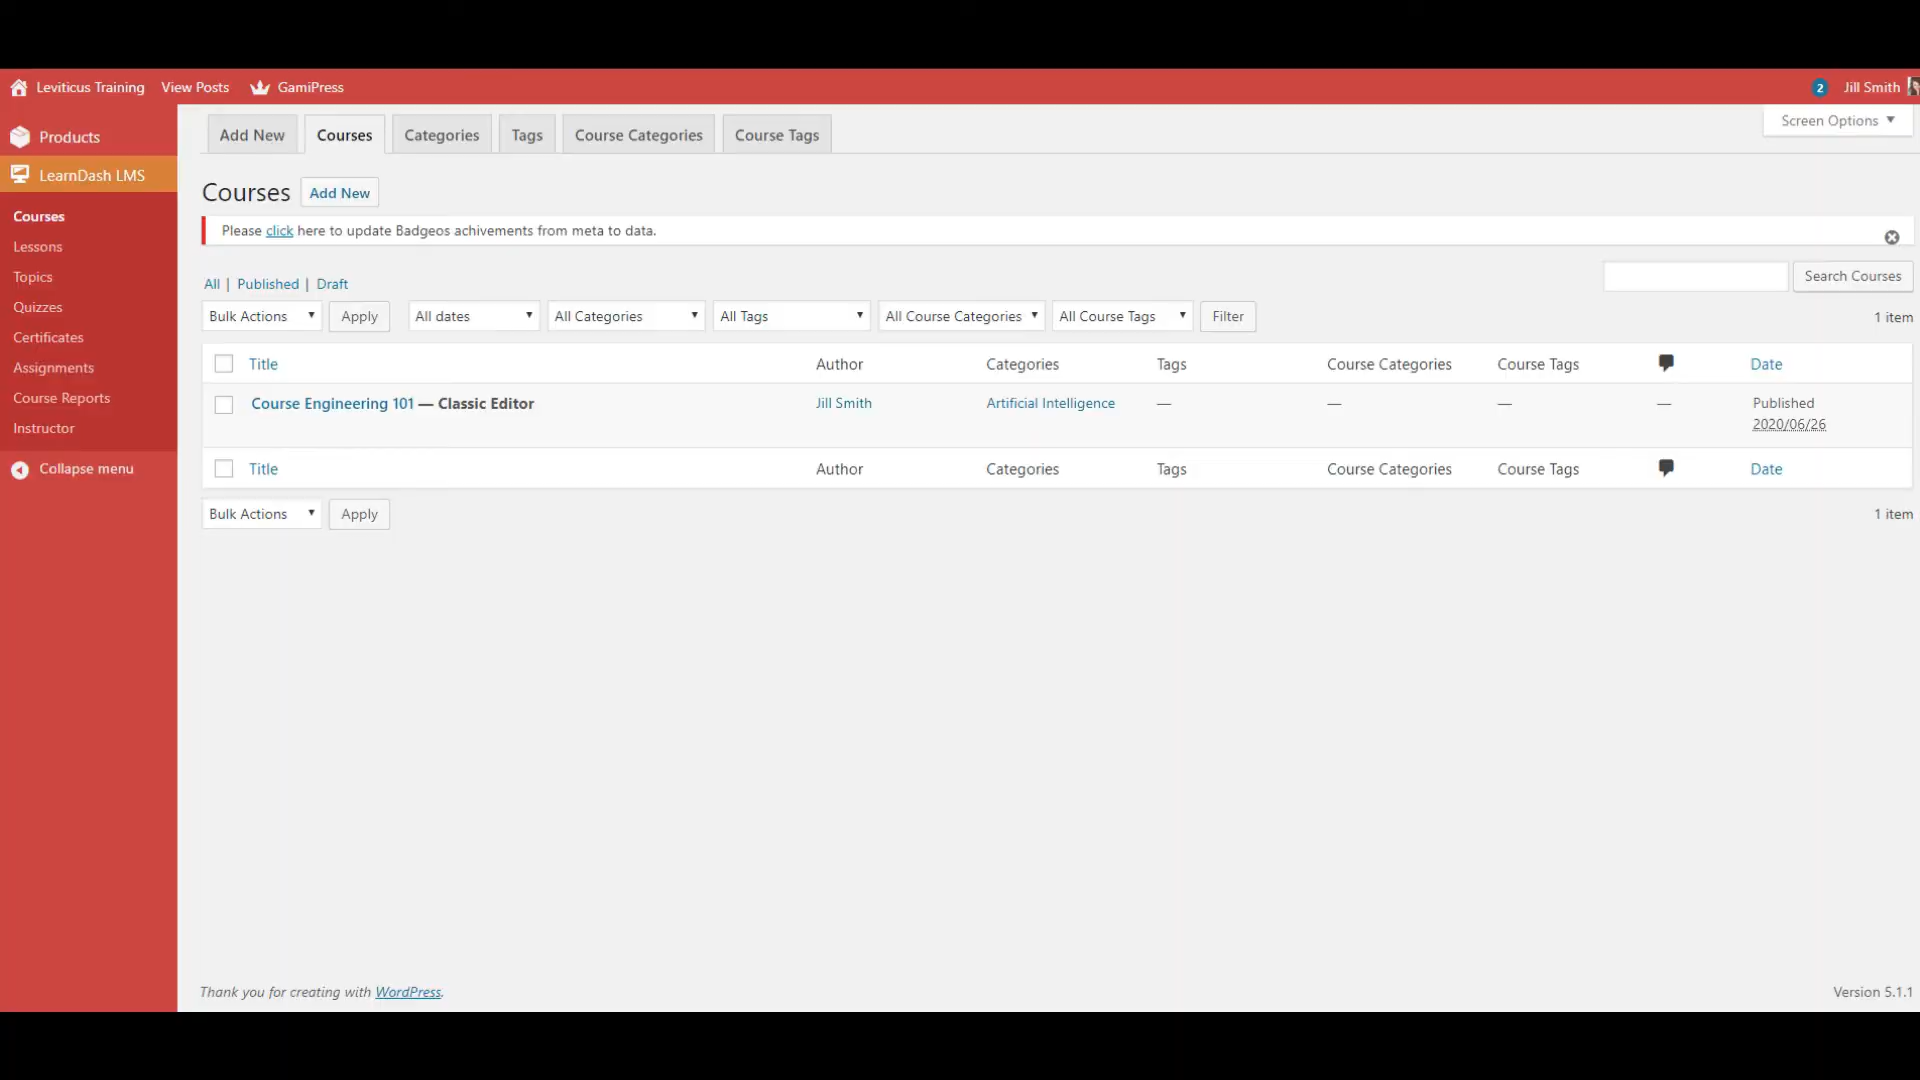 Leviticus Training View Posts GamiPress 2 Jill Smith
Products
LearnDash LMS
Courses
Lessons
Topics
Quizzes
Certificates
Assignments
Course Reports
Instructor
Collapse menu
Add New Courses Categories Tags Course Categories Course Tags
Screen Options
Courses Add New
Please click here to update Badgeos achivements from meta to data.
All | Published | Draft
Search Courses
Bulk Actions Apply All dates All Categories All Tags All Course Categories All Course Tags Filter 1 item
Title Author Categories Tags Course Categories Course Tags Date
Course Engineering 101 — Classic Editor Jill Smith Artificial Intelligence — — — — Published
2020/06/26
Title Author Categories Tags Course Categories Course Tags Date
Bulk Actions Apply 1 item
Thank you for creating with WordPress. Version 5.1.1